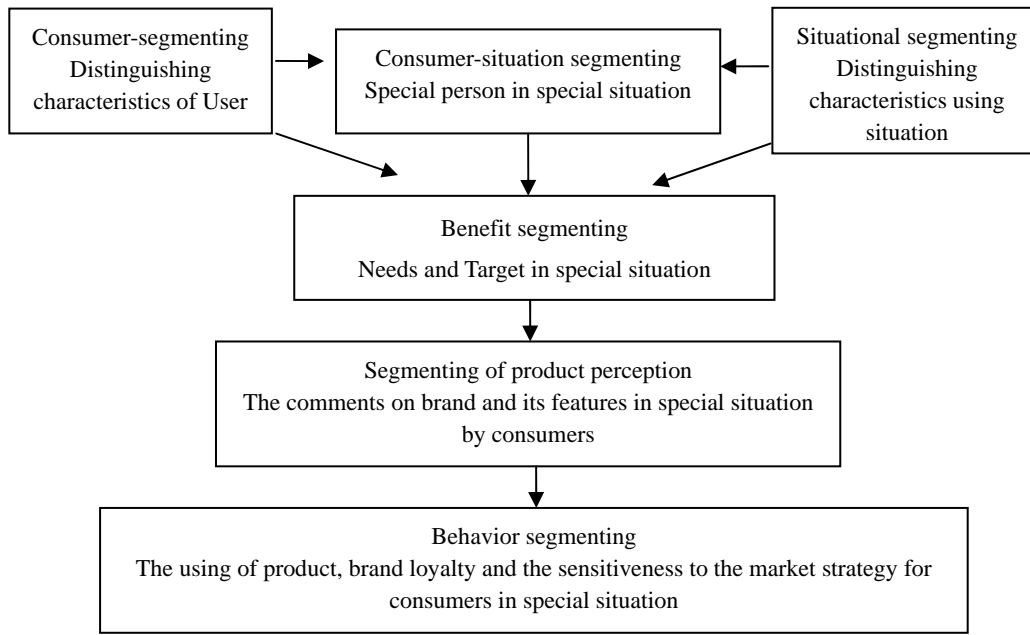 Consumer-segmenting
Distinguishing
characteristics of User
Consumer-situation segmenting
Special person in special situation
Situational segmenting
Distinguishing
characteristics using
situation
Benefit segmenting
Needs and Target in special situation
Segmenting of product perception
The comments on brand and its features in special situation
by consumers
Behavior segmenting
The using of product, brand loyalty and the sensitiveness to the market strategy for
consumers in special situation